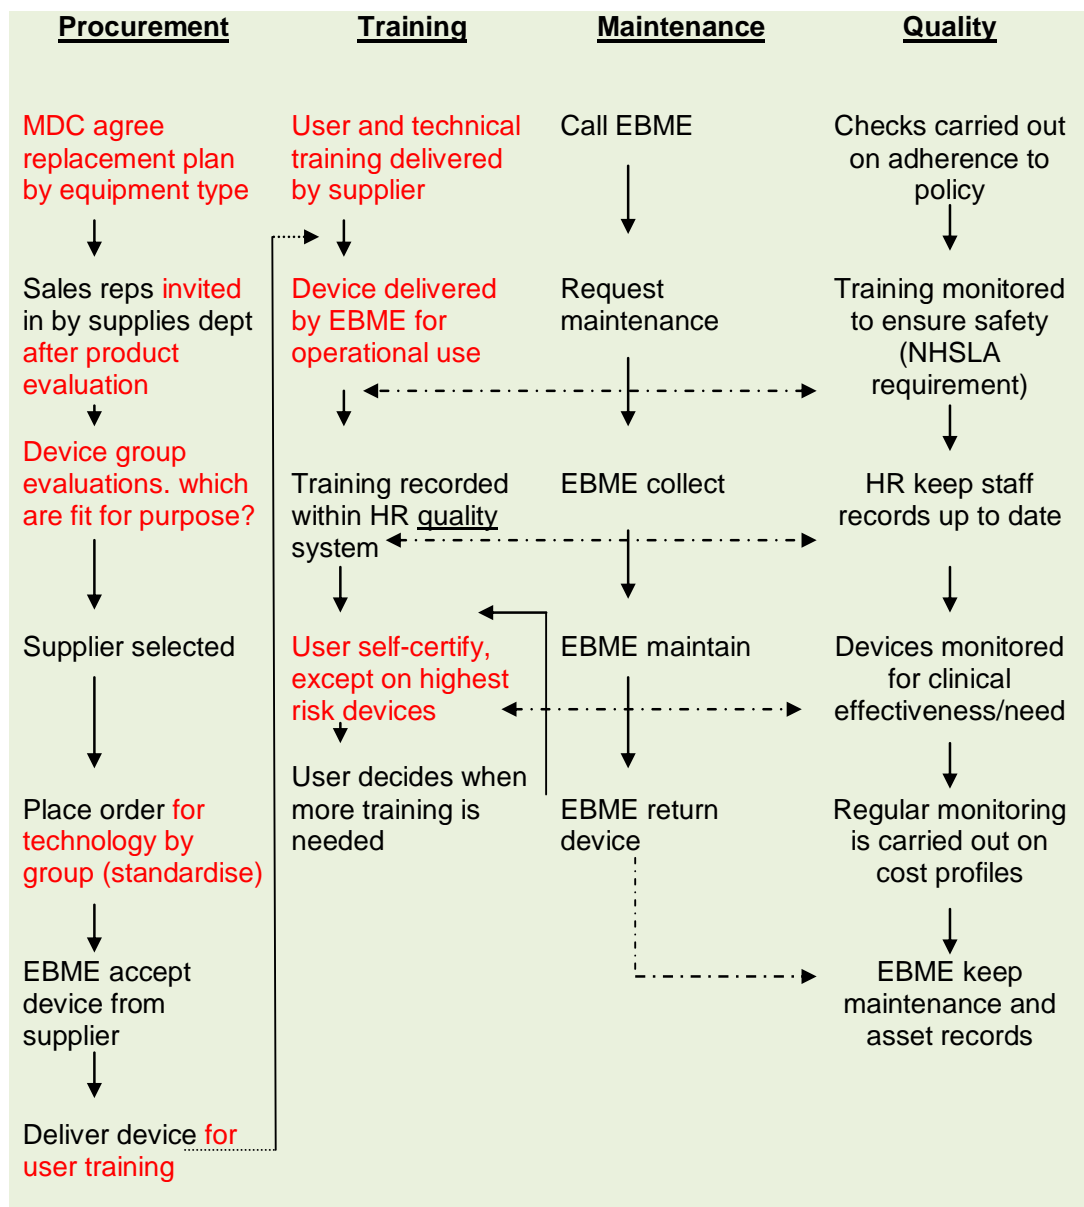 Procurement
MDC agree
replacement plan
by equipment type
Sales reps invited
in by supplies dept
after product
evaluation
Device group
evaluations. which
are fit for purpose?
Supplier selected
Place order for
technology by
group (standardise)
EBME accept
device from
supplier
Deliver device for
user training
Training
User and technical
training delivered
by supplier
Device delivered
by EBME for
operational use
Training recorded
within HR quality
system
User self-certify,
except on highest
risk devices
User decides when
more training is
needed
Maintenance
Call EBME
Request
maintenance
EBME collect
EBME maintain
EBME return
device
Quality
Checks carried out
on adherence to
policy
Training monitored
to ensure safety
(NHSLA
requirement)
HR keep staff
records up to date
Devices monitored
for clinical
effectiveness/need
Regular monitoring
is carried out on
cost profiles
EBME keep
maintenance and
asset records